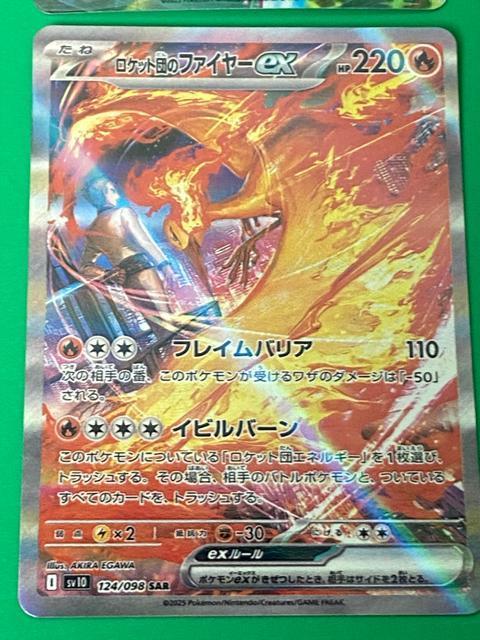 たね ロケット団のファイヤーex HP220
フレイムバリア 110
次の相手の番、このポケモンが受けるワザのダメージは「-50」
される。
イビルバーン
このポケモンについている「ロケット団エネルギー」を1枚選び、
トラッシュする。その場合、相手のバトルポケモンと、ついている
すべてのカードを、トラッシュする。
弱点 ×2 抵抗力 -30 にげる
exルール
ポケモンexがきぜつしたとき、相手はサイドを2枚とる。
illus. AKIRA EGAWA
I sv10 124/098 SAR
©2025 Pokémon/Nintendo/Creatures/GAME FREAK.